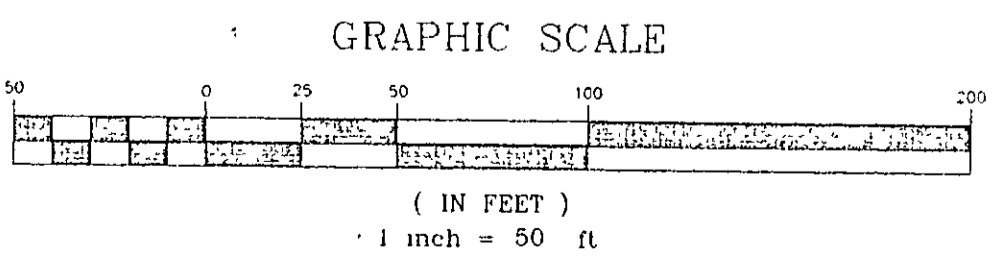 GRAPHIC SCALE
50 0 25 50 100 200
( IN FEET )
1 inch = 50 ft